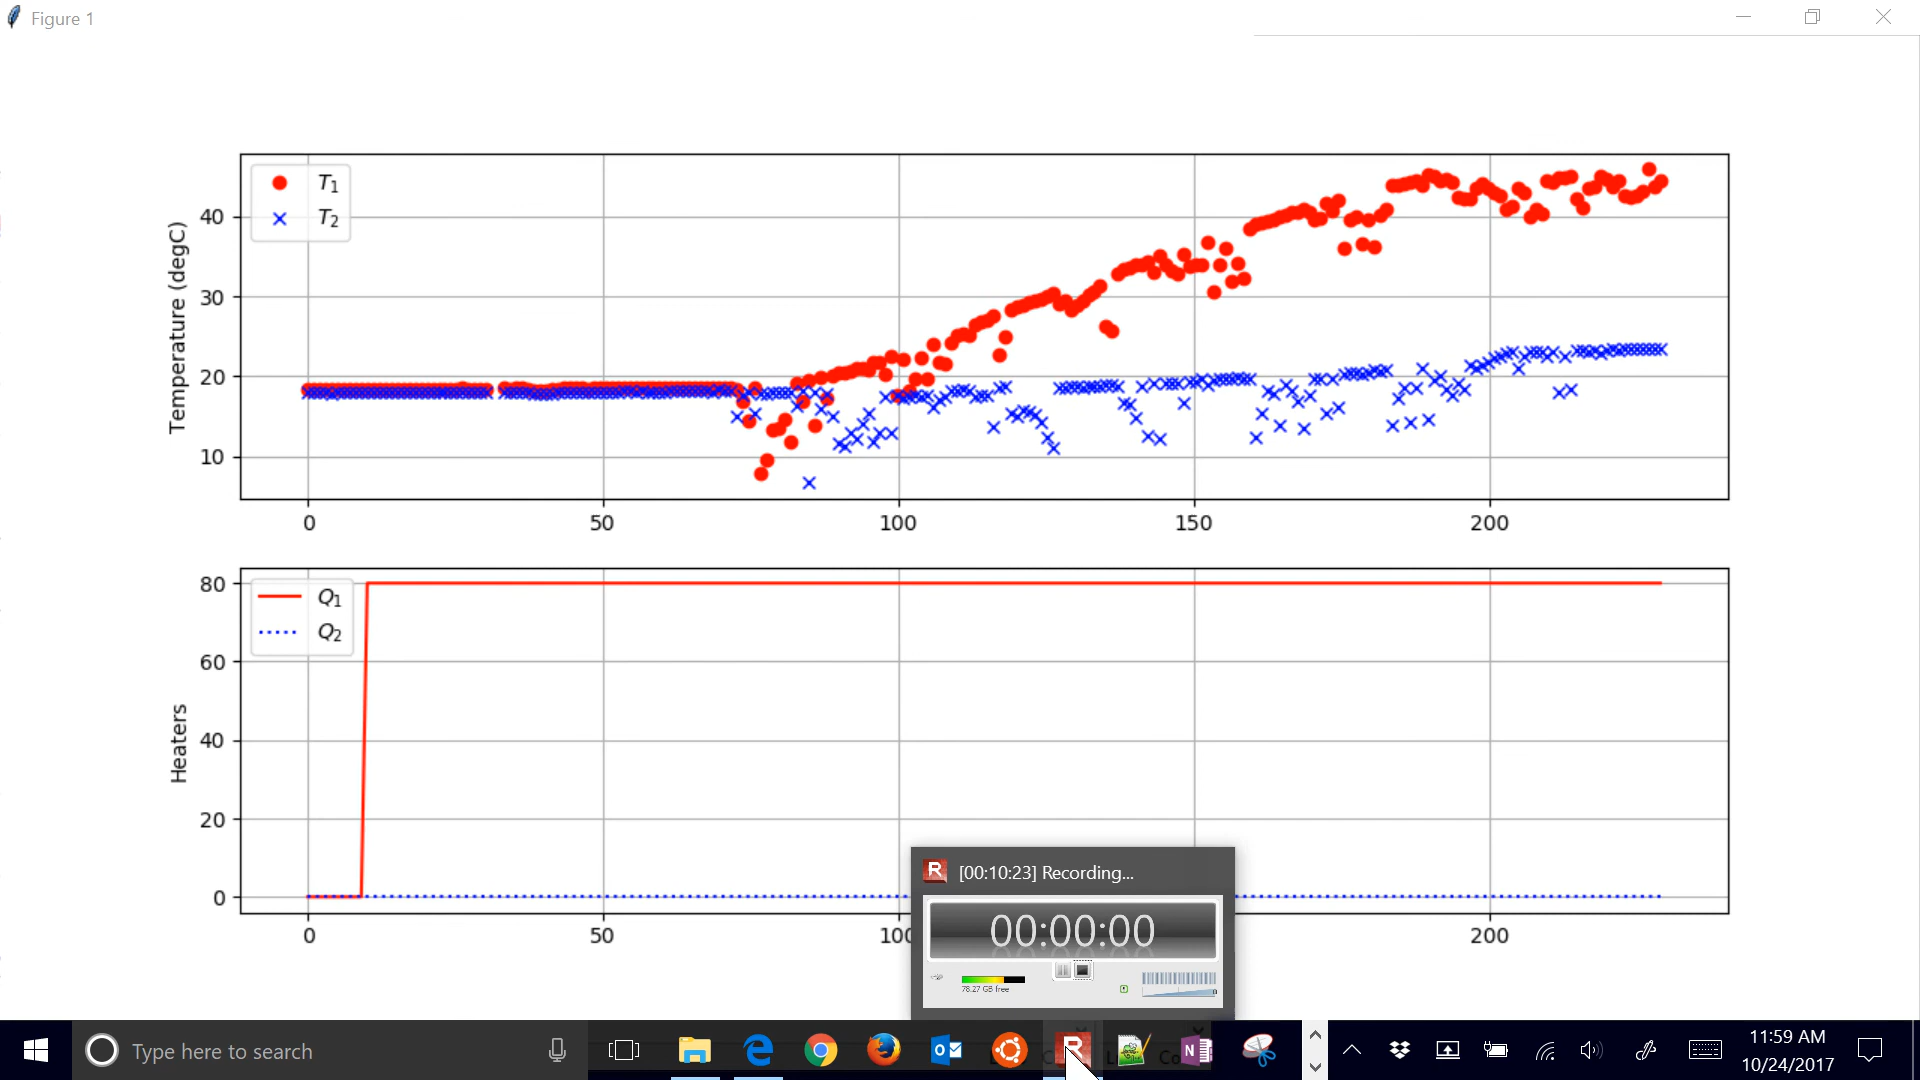 Figure 1
T1
T2
Temperature (degC)
40
30
20
10
0 50 100 150 200
Q1
Q2
Heaters
80
60
40
20
0
0 50 100 200
R [00:10:23] Recording...
00:00:00
78.27 GB free
Type here to search
11:59 AM
10/24/2017